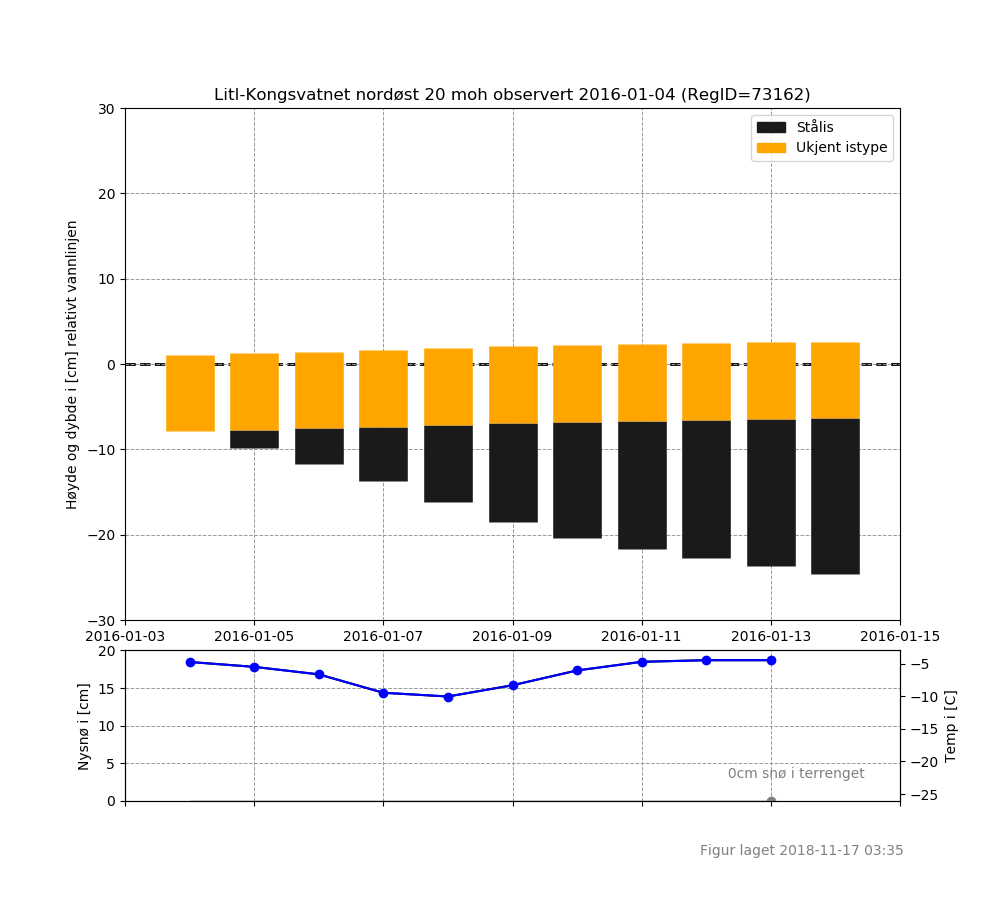 Litl-Kongsvatnet nordøst 20 moh observert 2016-01-04 (RegID=73162)
Stålis
Ukjent istype
Høyde og dybde i [cm] relativt vannlinjen
30
20
10
0
−10
−20
−30
2016-01-03 2016-01-05 2016-01-07 2016-01-09 2016-01-11 2016-01-13 2016-01-15
Nysnø i [cm]
20
15
10
5
0
−5
−10
−15
−20
−25
Temp i [C]
0cm snø i terrenget
Figur laget 2018-11-17 03:35